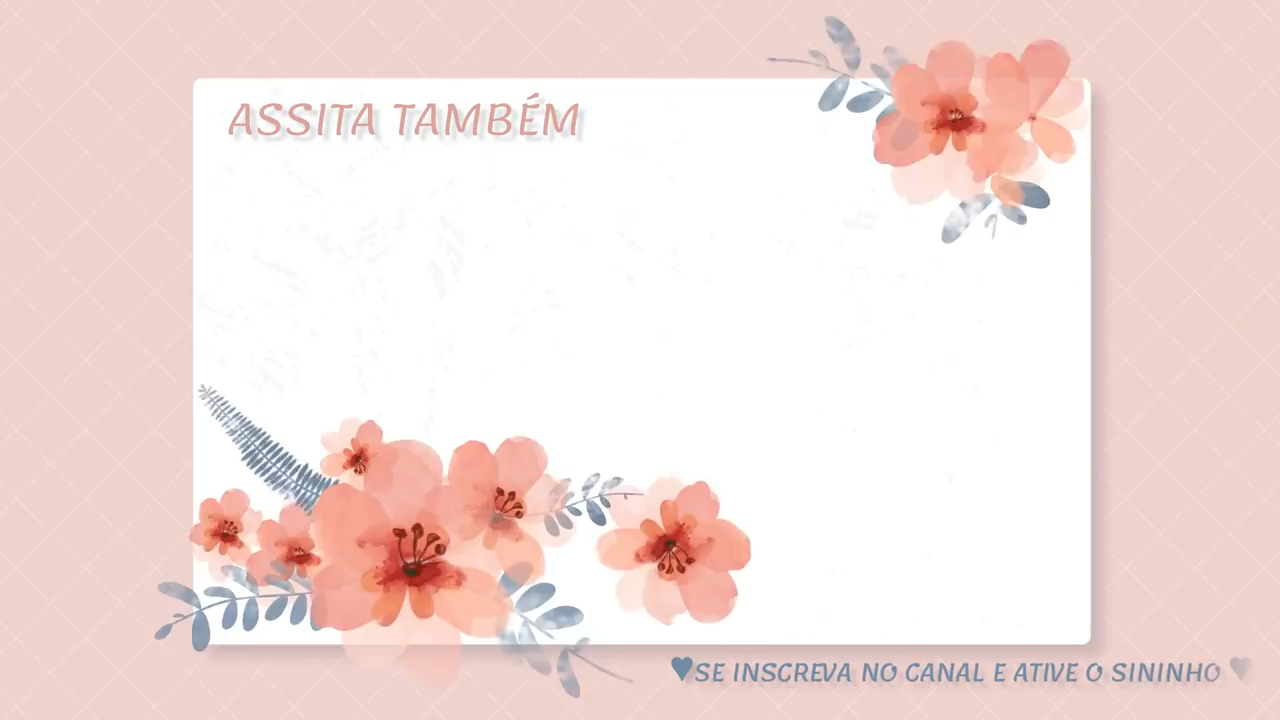 ASSITA TAMBÉM
♥SE INSCREVA NO CANAL E ATIVE O SININHO ♥